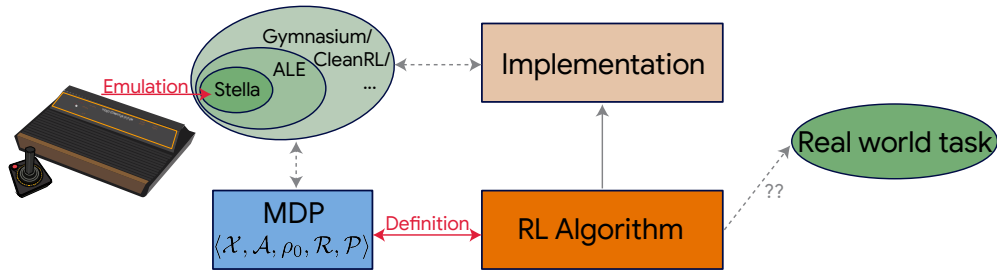 Gymnasium/
CleanRL/
...
ALE
Stella
Emulation
Implementation
Real world task
??
MDP
⟨𝒳, 𝒜, ρ₀, ℛ, 𝒫⟩
Definition
RL Algorithm